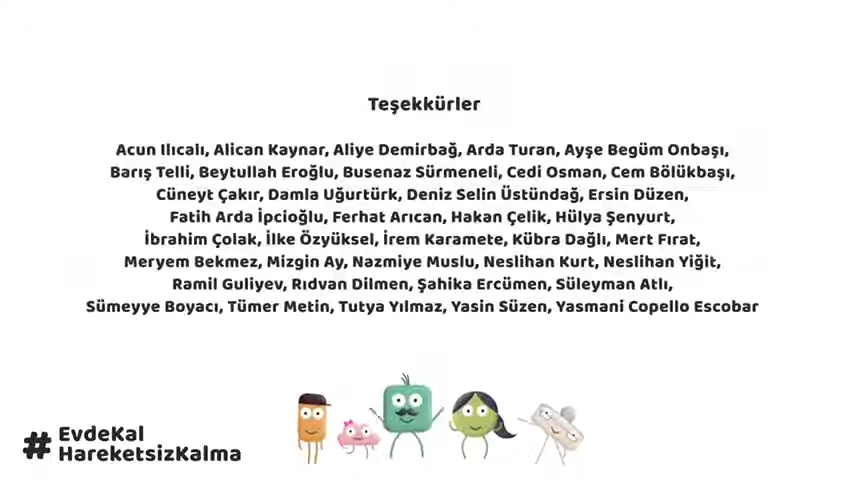 Teşekkürler
Acun Ilıcalı, Alican Kaynar, Aliye Demirbağ, Arda Turan, Ayşe Begüm Onbaşı,
Barış Telli, Beytullah Eroğlu, Busenaz Sürmeneli, Cedi Osman, Cem Bölükbaşı,
Cüneyt Çakır, Damla Uğurtürk, Deniz Selin Üstündağ, Ersin Düzen,
Fatih Arda İpcioğlu, Ferhat Arıcan, Hakan Çelik, Hülya Şenyurt,
İbrahim Çolak, İlke Özyüksel, İrem Karamete, Kübra Dağlı, Mert Fırat,
Meryem Bekmez, Mizgin Ay, Nazmiye Muslu, Neslihan Kurt, Neslihan Yiğit,
Ramil Guliyev, Rıdvan Dilmen, Şahika Ercümen, Süleyman Atlı,
Sümeyye Boyacı, Tümer Metin, Tutya Yılmaz, Yasin Süzen, Yasmani Copello Escobar
# EvdeKal
HareketsizKalma